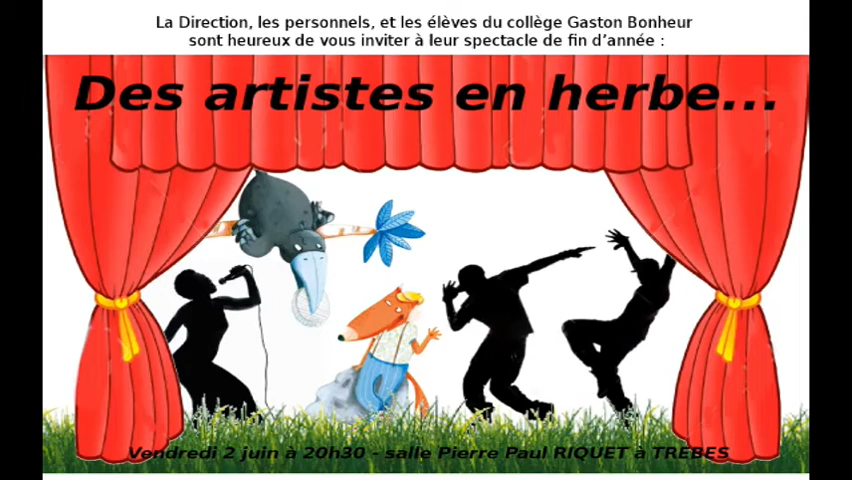 La Direction, les personnels, et les élèves du collège Gaston Bonheur
sont heureux de vous inviter à leur spectacle de fin d'année :
Des artistes en herbe...
Vendredi 2 juin à 20h30 - salle Pierre Paul RIQUET à TRÈBES